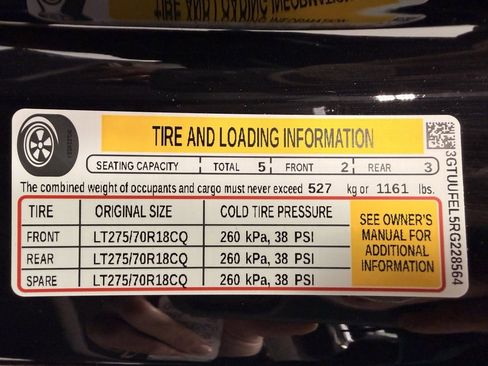 TIRE AND LOADING INFORMATION
SEATING CAPACITY TOTAL 5 FRONT 2 REAR 3
The combined weight of occupants and cargo must never exceed 527 kg or 1161 lbs.
TIRE ORIGINAL SIZE COLD TIRE PRESSURE
FRONT LT275/70R18CQ 260 kPa, 38 PSI
REAR LT275/70R18CQ 260 kPa, 38 PSI
SPARE LT275/70R18CQ 260 kPa, 38 PSI
SEE OWNER'S
MANUAL FOR
ADDITIONAL
INFORMATION
3GTUUFEL5RG228564